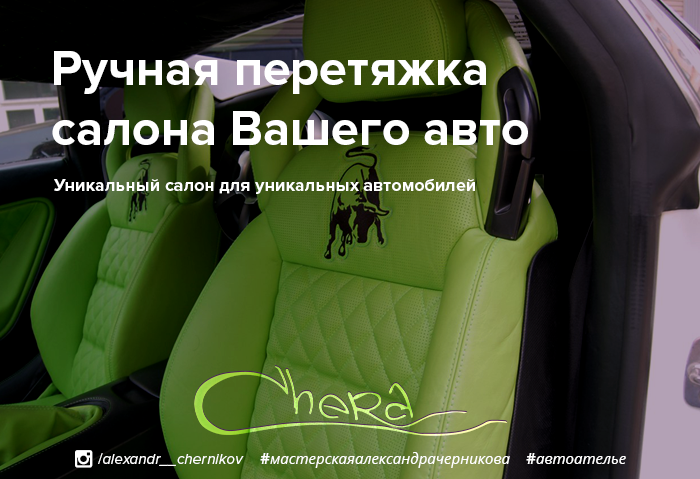 Ручная перетяжка
салона Вашего авто
Уникальный салон для уникальных автомобилей
Chera
/alexandr__chernikov #мастерскаяалександрачерникова #автоателье